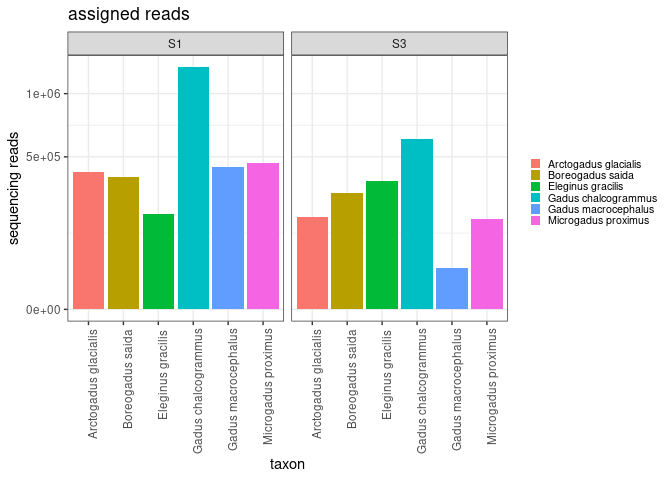 assigned reads
S1
S3
sequencing reads
1e+06
5e+05
0e+00
Arctogadus glacialis
Boreogadus saida
Eleginus gracilis
Gadus chalcogrammus
Gadus macrocephalus
Microgadus proximus
Arctogadus glacialis
Boreogadus saida
Eleginus gracilis
Gadus chalcogrammus
Gadus macrocephalus
Microgadus proximus
taxon
Arctogadus glacialis
Boreogadus saida
Eleginus gracilis
Gadus chalcogrammus
Gadus macrocephalus
Microgadus proximus